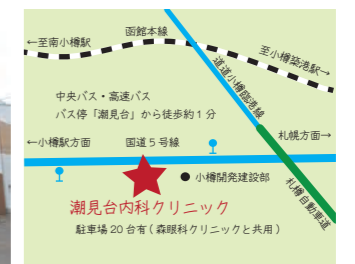 函館本線
←至南小樽駅
至小樽築港駅→
道道小樽臨港線
中央バス・高速バス
バス停「潮見台」から徒歩約１分
←小樽駅方面
国道５号線
札幌方面→
小樽開発建設部
札樽自動車道
潮見台内科クリニック
駐車場 20 台有 ( 森眼科クリニックと共用 )